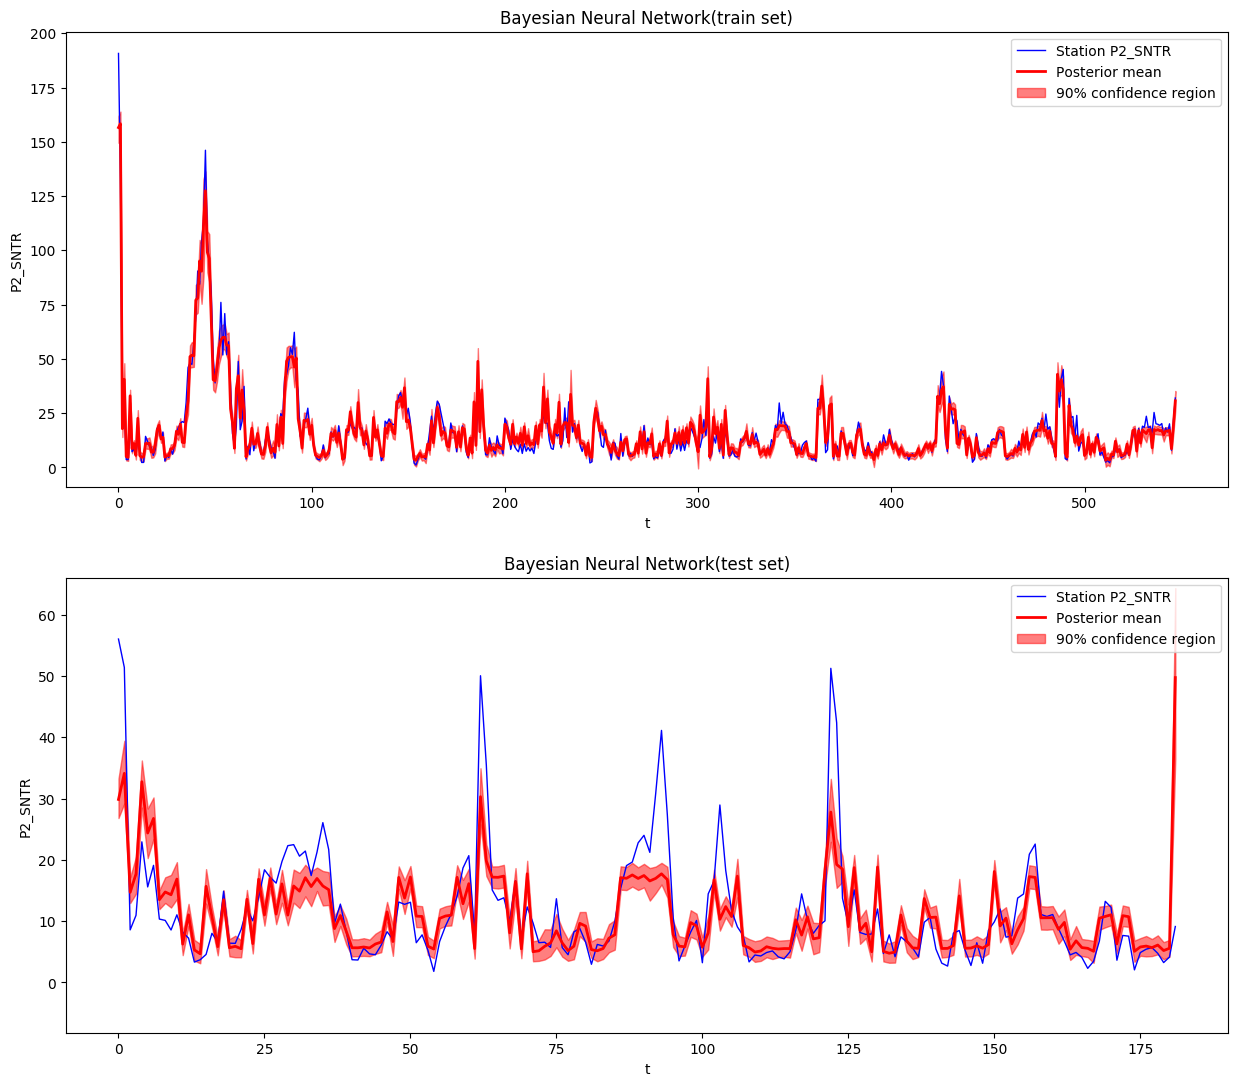 Bayesian Neural Network(train set)
200
175
150
125
100
75
50
25
0
P2_SNTR
Station P2_SNTR
Posterior mean
90% confidence region
0 100 200 300 400 500
t
Bayesian Neural Network(test set)
60
50
40
30
20
10
0
P2_SNTR
Station P2_SNTR
Posterior mean
90% confidence region
0 25 50 75 100 125 150 175
t